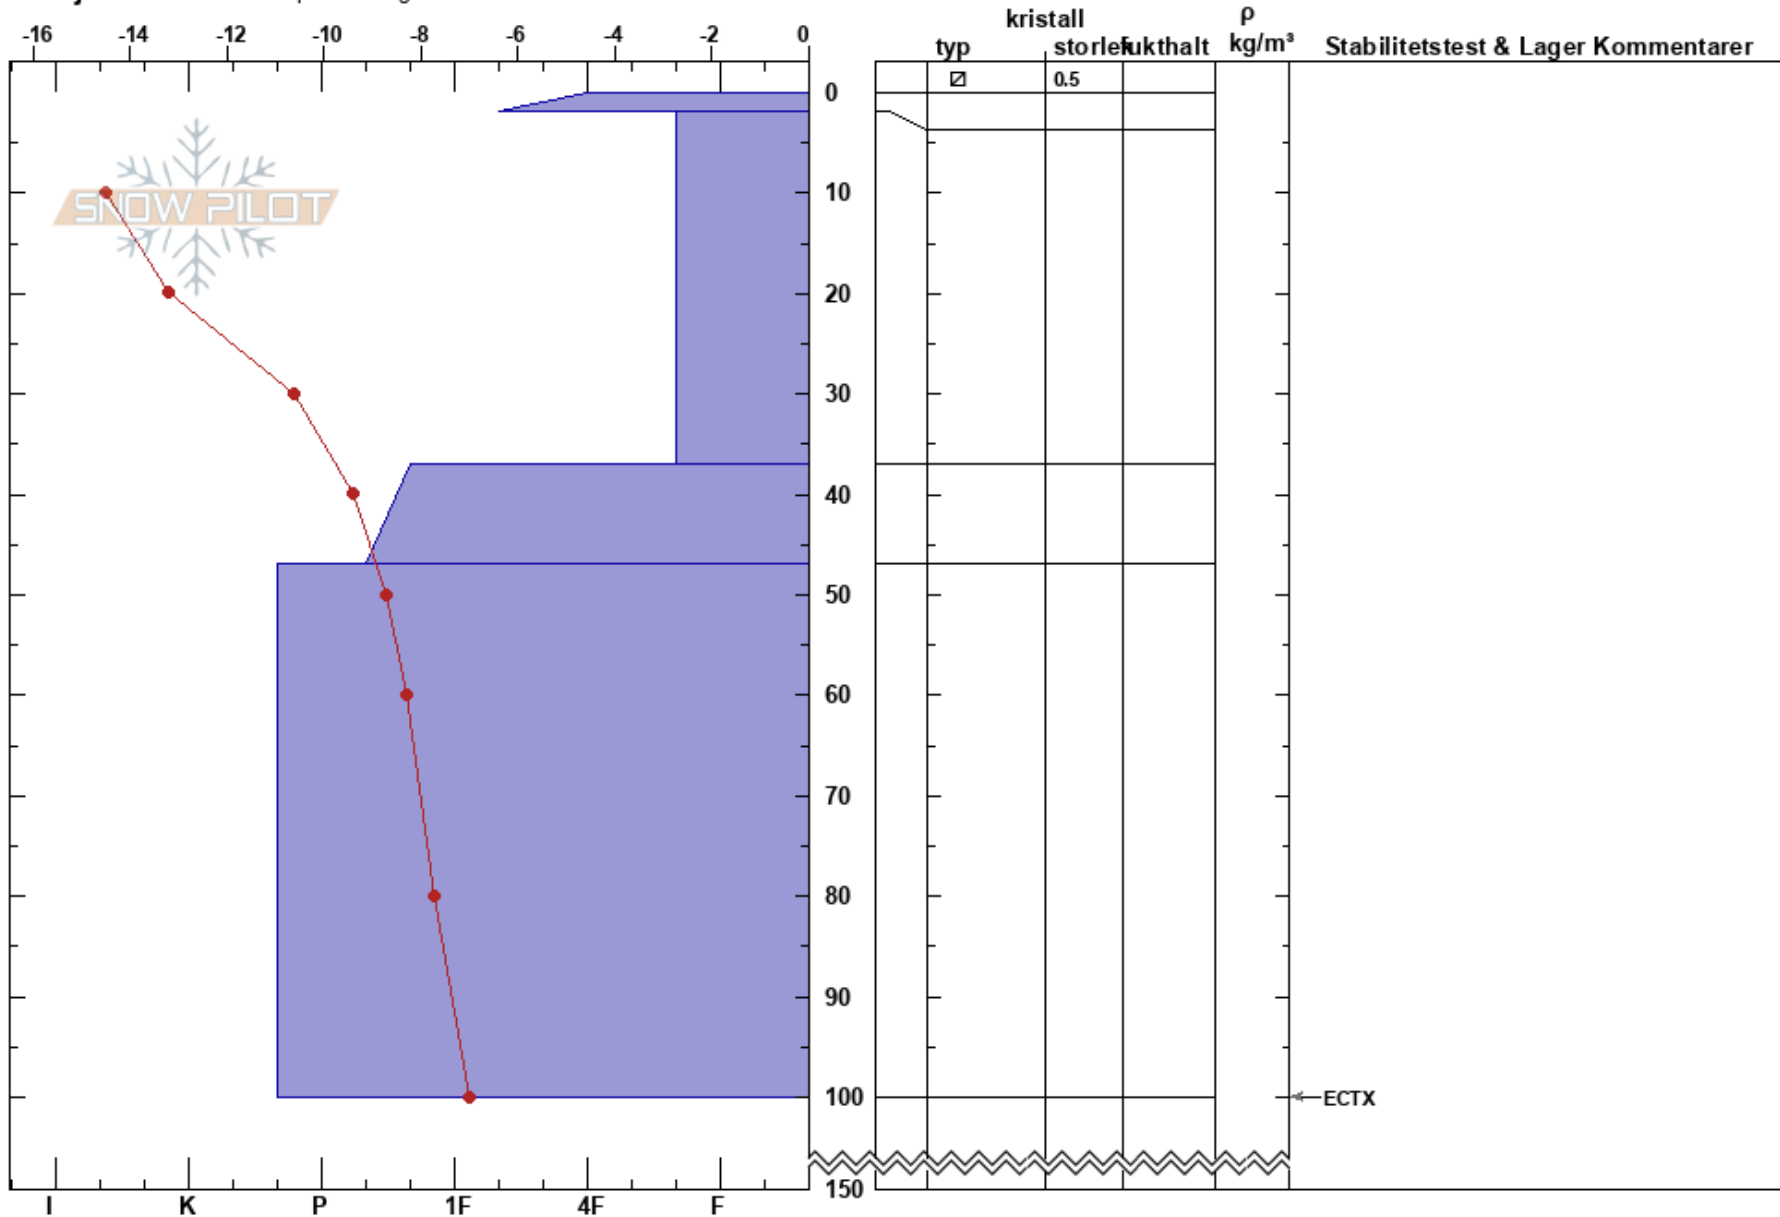 kristall ρ
-16 -14 -12 -10 -8 -6 -4 -2 0 typ storlek fukthalt kg/m³ Stabilitetstest & Lager Kommentarer
0.5
0
10
SNOW PILOT
20
30
40
50
60
70
80
90
100 ECTX
150
I K P 1F 4F F